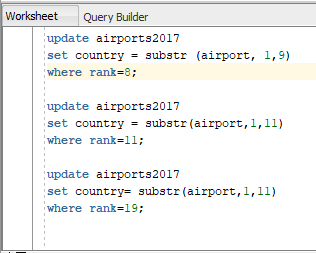 Worksheet Query Builder
update airports2017
set country = substr (airport, 1,9)
where rank=8;
update airports2017
set country = substr(airport,1,11)
where rank=11;
update airports2017
set country= substr(airport,1,11)
where rank=19;